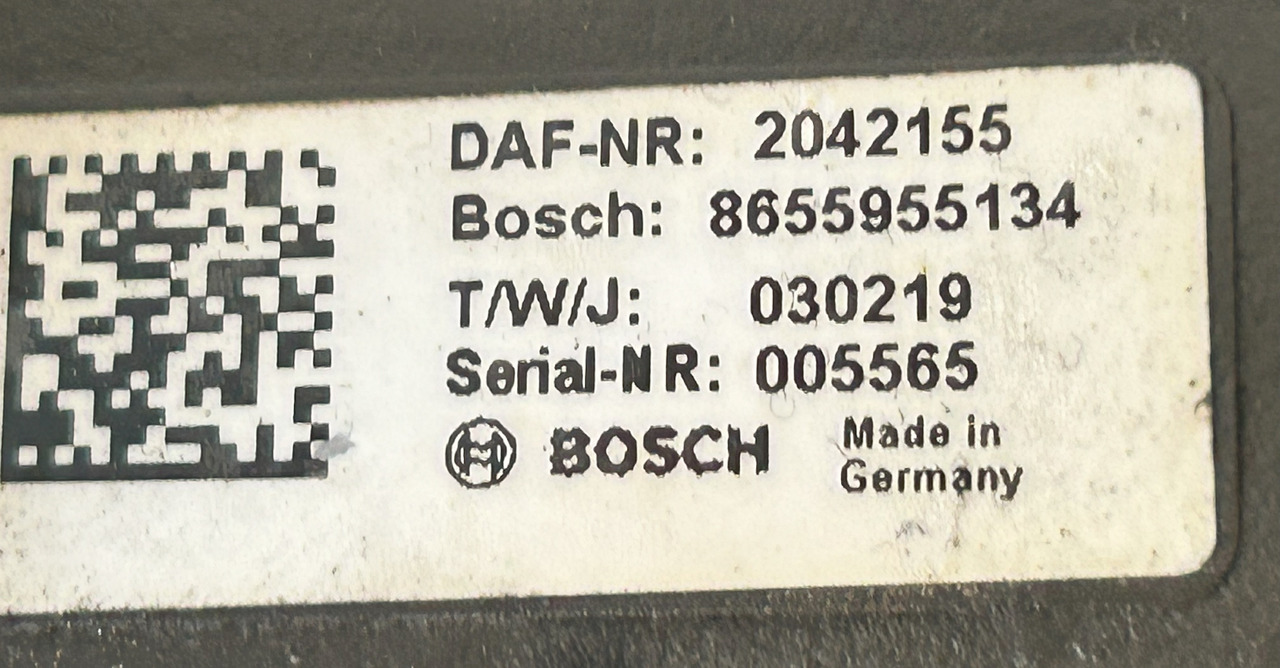 DAF-NR: 2042155
Bosch: 8655955134
T/W/J: 030219
Serial-NR: 005565
BOSCH Made in
Germany